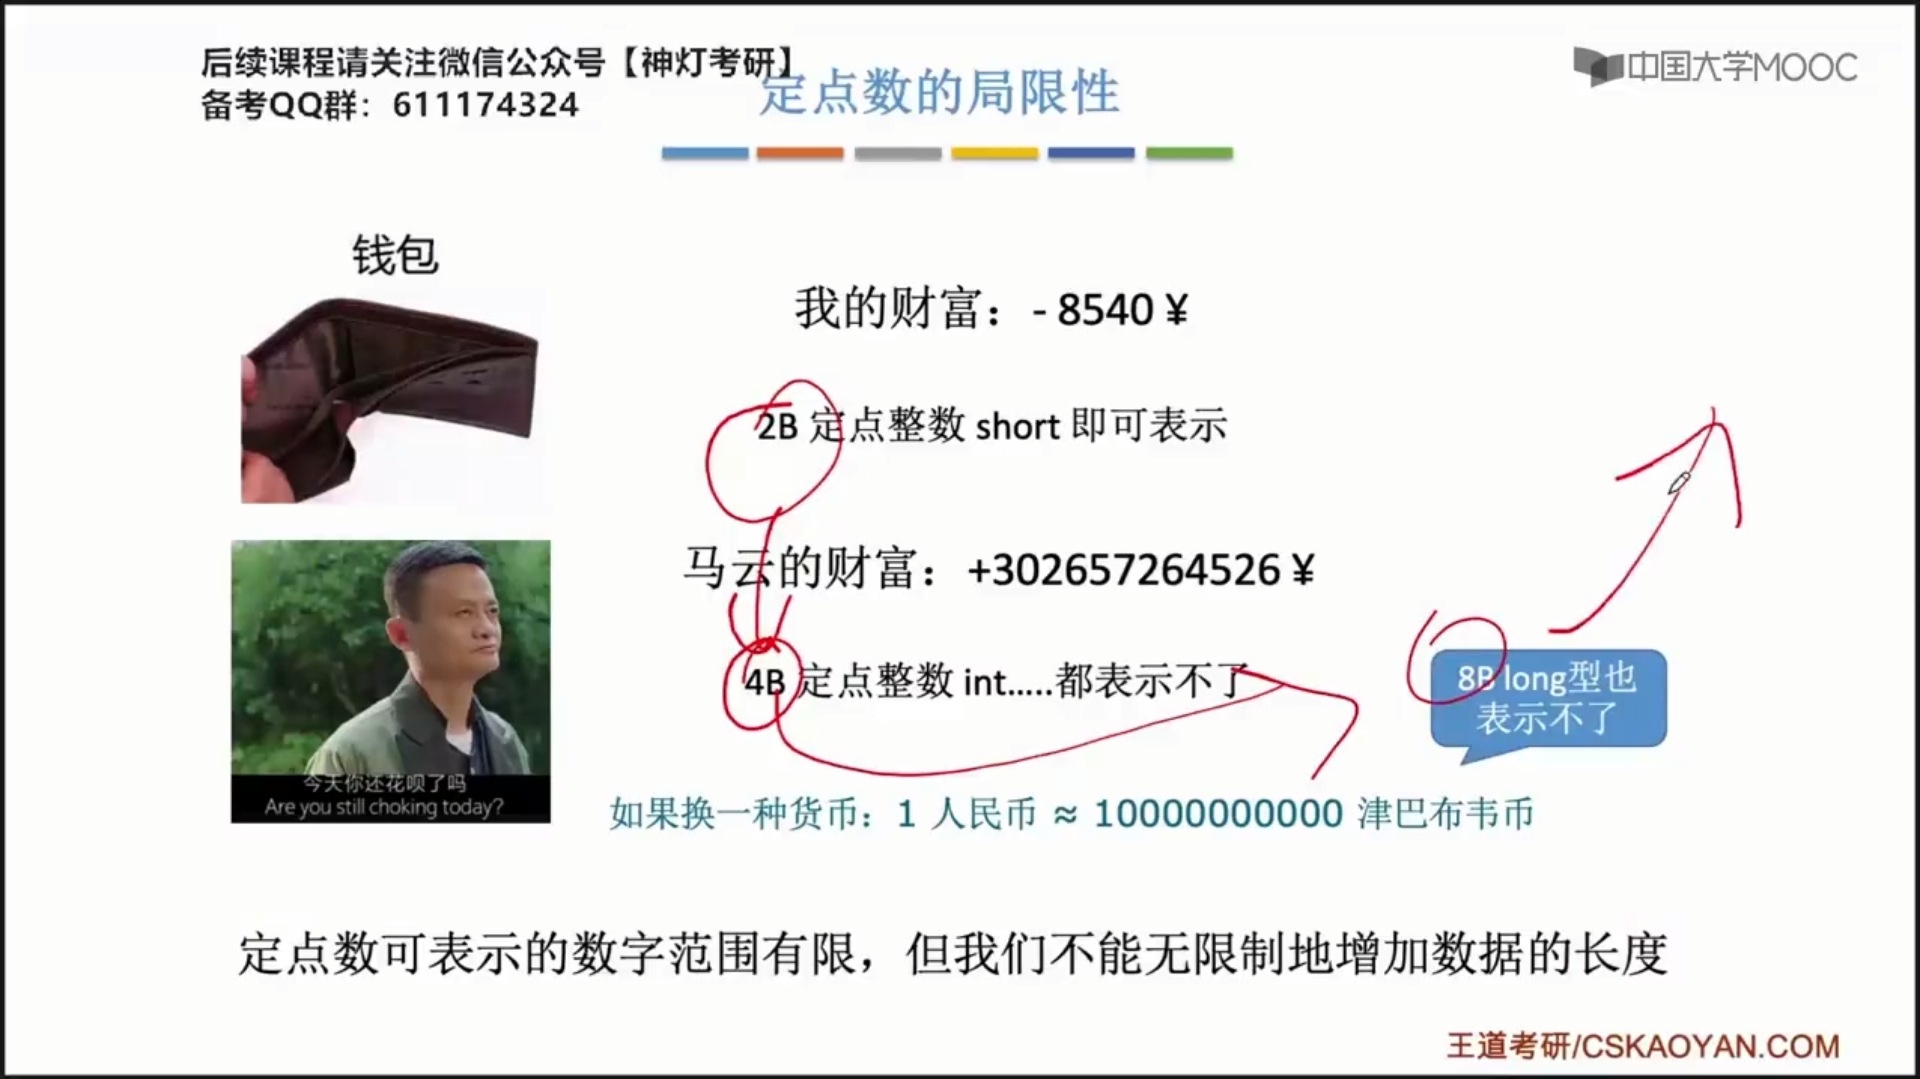 后续课程请关注微信公众号【神灯考研】
备考QQ群：611174324
定点数的局限性
中国大学MOOC
钱包
我的财富：- 8540 ¥
2B 定点整数 short 即可表示
马云的财富：+302657264526 ¥
4B 定点整数 int.....都表示不了
8B long型也
表示不了
今天你还花呗了吗
Are you still choking today?
如果换一种货币：1 人民币 ≈ 10000000000 津巴布韦币
定点数可表示的数字范围有限，但我们不能无限制地增加数据的长度
王道考研/CSKAOYAN.COM